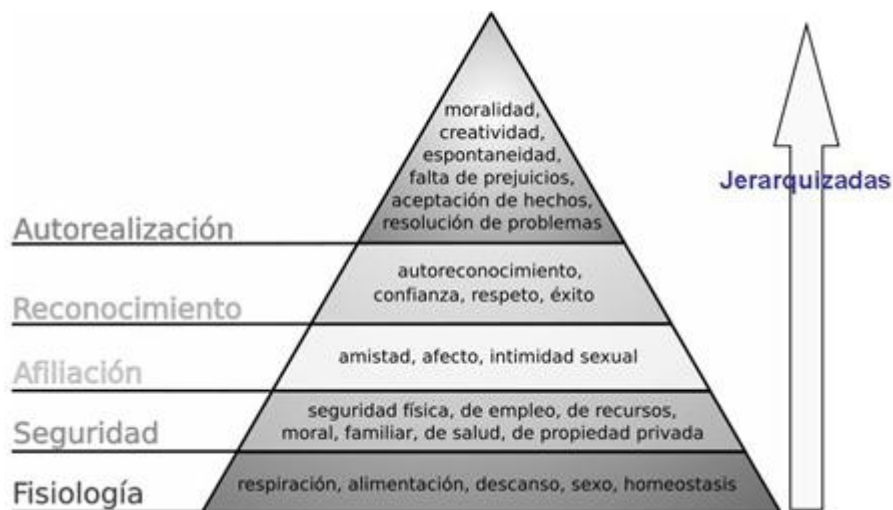 moralidad,
creatividad,
espontaneidad,
falta de prejuicios,
aceptación de hechos,
resolución de problemas
Autorealización
autoreconocimiento,
confianza, respeto, éxito
Reconocimiento
amistad, afecto, intimidad sexual
Afiliación
seguridad física, de empleo, de recursos,
moral, familiar, de salud, de propiedad privada
Seguridad
respiración, alimentación, descanso, sexo, homeostasis
Fisiología
Jerarquizadas